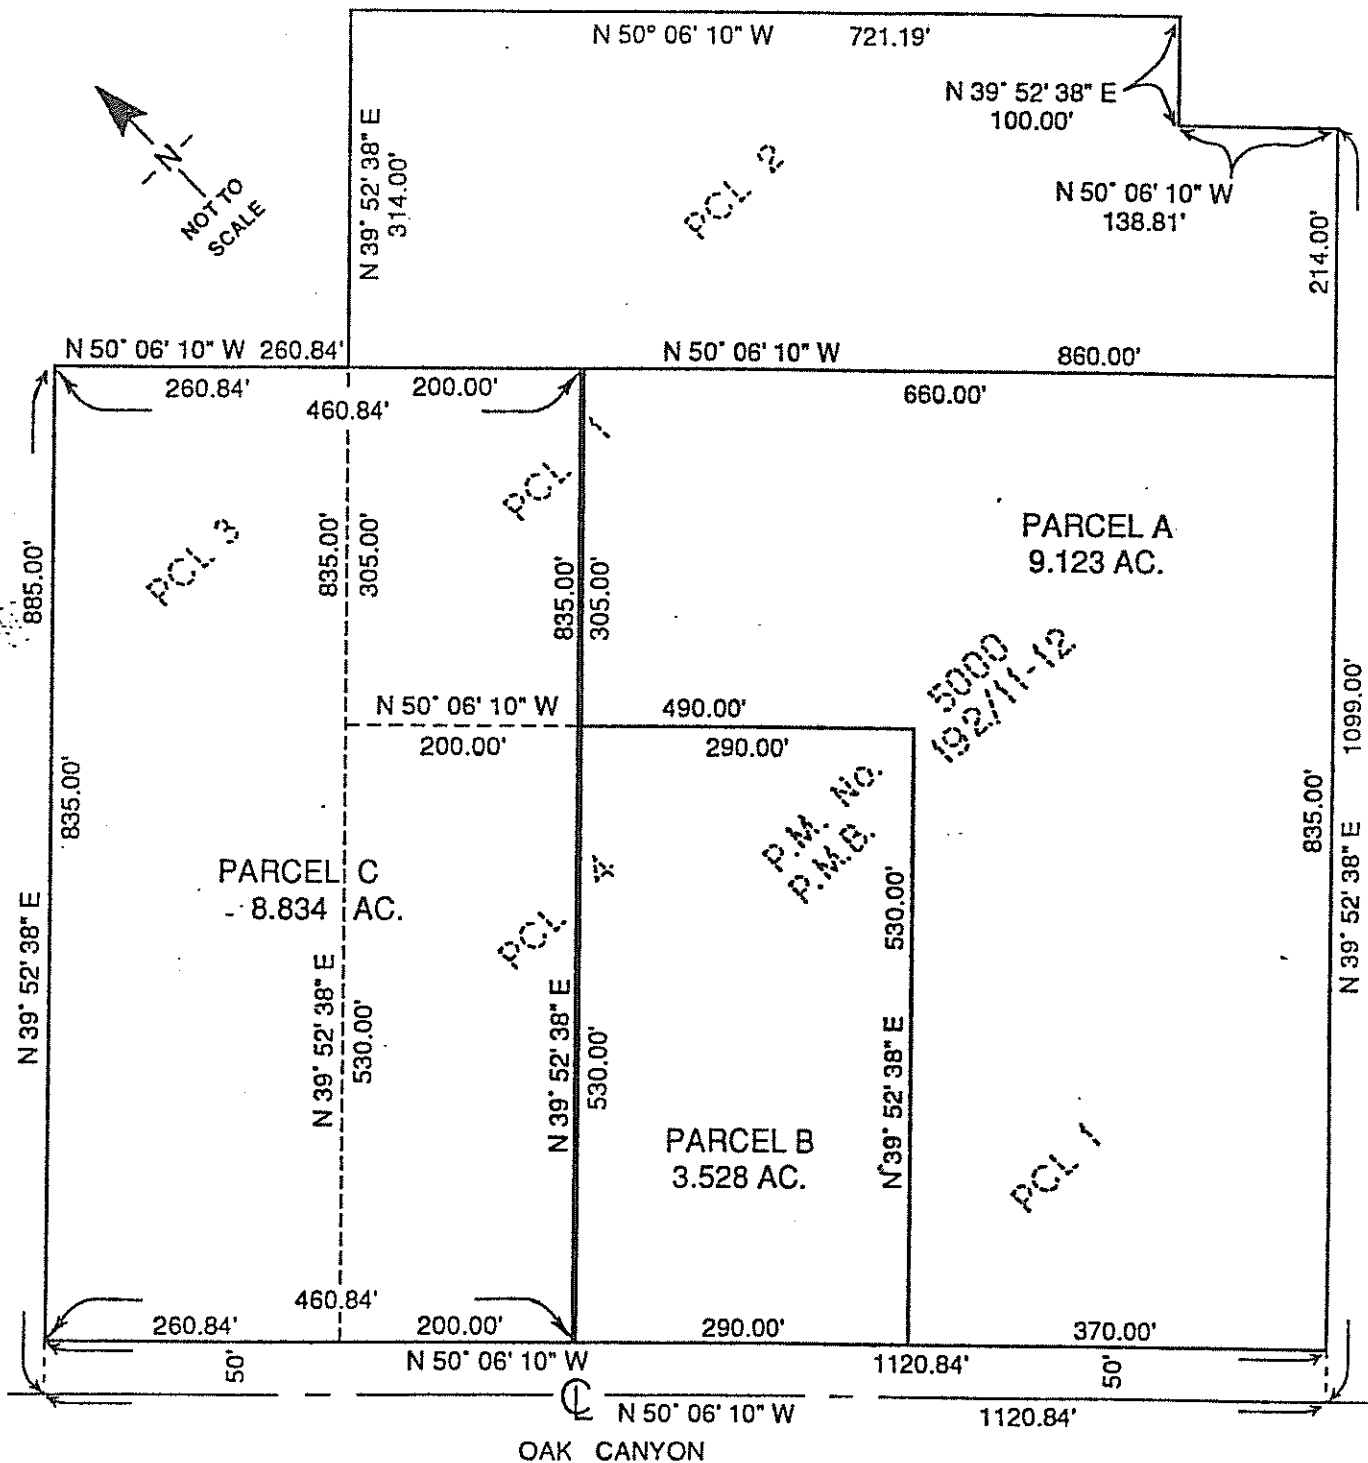 N 50° 06' 10" W 721.19'
N 39° 52' 38" E
100.00'
N 50° 06' 10" W
138.81'
-N-
NOT TO
SCALE
N 39° 52' 38" E
314.00'
PCL 2
214.00'
N 50° 06' 10" W 260.84'
N 50° 06' 10" W 860.00'
260.84' 200.00'
460.84'
660.00'
PCL 1
PCL 3
885.00'
835.00'
305.00'
835.00'
305.00'
PARCEL A
9.123 AC.
5000
192/11-12
N 50° 06' 10" W 490.00'
200.00' 290.00'
P.M. No.
P.M.B.
N 39° 52' 38" E 1099.00'
835.00'
835.00'
PARCEL C
8.834 AC.
PCL 4
530.00'
N 39° 52' 38" E
N 39° 52' 38" E
530.00'
N 39° 52' 38" E
530.00'
N 39° 52' 38" E
PARCEL B
3.528 AC.
PCL 1
460.84'
260.84' 200.00' 290.00' 370.00'
50' N 50° 06' 10" W 1120.84' 50'
CL N 50° 06' 10" W 1120.84'
OAK CANYON